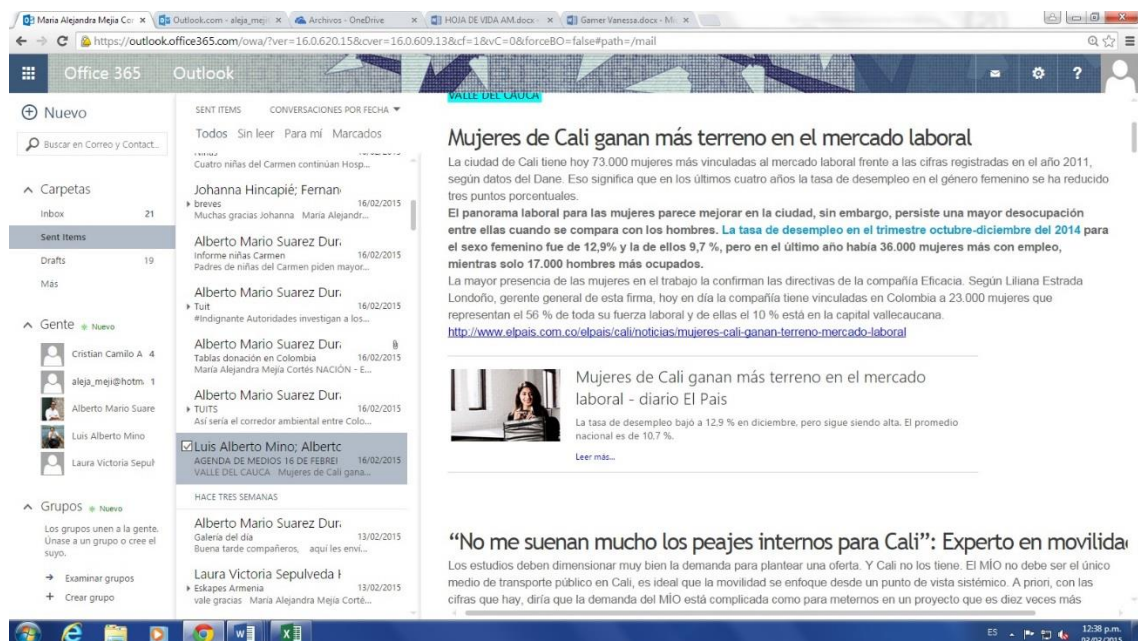 Maria Alejandra Mejia Cor
Outlook.com - aleja_meji
Archivos - OneDrive
HOJA DE VIDA AM.docx -
Garner Vanessa.docx - Mi
https://outlook.office365.com/owa/?ver=16.0.620.15&cver=16.0.609.13&cf=1&vC=0&forceBO=false#path=/mail
Office 365
Outlook
?
Nuevo
Buscar en Correo y Contact...
Carpetas
Inbox 21
Sent Items
Drafts 19
Más
Gente Nuevo
Cristian Camilo A 4
aleja_meji@hotm 1
Alberto Mario Suare
Luis Alberto Mino
Laura Victoria Sepul
Grupos Nuevo
Los grupos unen a la gente.
Únase a un grupo o cree el
suyo.
Examinar grupos
Crear grupo
SENT ITEMS CONVERSACIONES POR FECHA
Todos Sin leer Para mí Marcados
Cuatro niñas del Carmen continúan Hosp...
Johanna Hincapié; Fernan
breves 16/02/2015
Muchas gracias Johanna María Alejandr...
Alberto Mario Suarez Dur
Informe niñas Carmen 16/02/2015
Padres de niñas del Carmen piden mayor...
Alberto Mario Suarez Dur
Tuit 16/02/2015
#Indignante Autoridades investigan a los...
Alberto Mario Suarez Dur
Tablas donación en Colombia 16/02/2015
María Alejandra Mejía Cortés NACIÓN - E...
Alberto Mario Suarez Dur
TUITS 16/02/2015
Así sería el corredor ambiental entre Colo...
Luis Alberto Mino; Albertc
AGENDA DE MEDIOS 16 DE FEBREI 16/02/2015
VALLE DEL CAUCA Mujeres de Cali gana...
HACE TRES SEMANAS
Alberto Mario Suarez Dur
Galería del día 13/02/2015
Buena tarde compañeros, aquí les envi...
Laura Victoria Sepulveda H
Eskapes Armenia 13/02/2015
vale gracias María Alejandra Mejía Corté...
VALLE DEL CAUCA
Mujeres de Cali ganan más terreno en el mercado laboral
La ciudad de Cali tiene hoy 73.000 mujeres más vinculadas al mercado laboral frente a las cifras registradas en el año 2011,
según datos del Dane. Eso significa que en los últimos cuatro años la tasa de desempleo en el género femenino se ha reducido
tres puntos porcentuales.
El panorama laboral para las mujeres parece mejorar en la ciudad, sin embargo, persiste una mayor desocupación
entre ellas cuando se compara con los hombres. La tasa de desempleo en el trimestre octubre-diciembre del 2014 para
el sexo femenino fue de 12,9% y la de ellos 9,7 %, pero en el último año había 36.000 mujeres más con empleo,
mientras solo 17.000 hombres más ocupados.
La mayor presencia de las mujeres en el trabajo la confirman las directivas de la compañía Eficacia. Según Liliana Estrada
Londoño, gerente general de esta firma, hoy en día la compañía tiene vinculadas en Colombia a 23.000 mujeres que
representan el 56 % de toda su fuerza laboral y de ellas el 10 % está en la capital vallecaucana.
http://www.elpais.com.co/elpais/cali/noticias/mujeres-cali-ganan-terreno-mercado-laboral
Mujeres de Cali ganan más terreno en el mercado
laboral - diario El Pais
La tasa de desempleo bajó a 12,9 % en diciembre, pero sigue siendo alta. El promedio
nacional es de 10,7 %.
Leer más...
“No me suenan mucho los peajes internos para Cali”: Experto en movilida
Los estudios deben dimensionar muy bien la demanda para plantear una oferta. Y Cali no los tiene. El MÍO no debe ser el único
medio de transporte público en Cali, es ideal que la movilidad se enfoque desde un punto de vista sistémico. A priori, con las
cifras que hay, diría que la demanda del MÍO está complicada como para meternos en un proyecto que es diez veces más
ES
12:38 p.m.